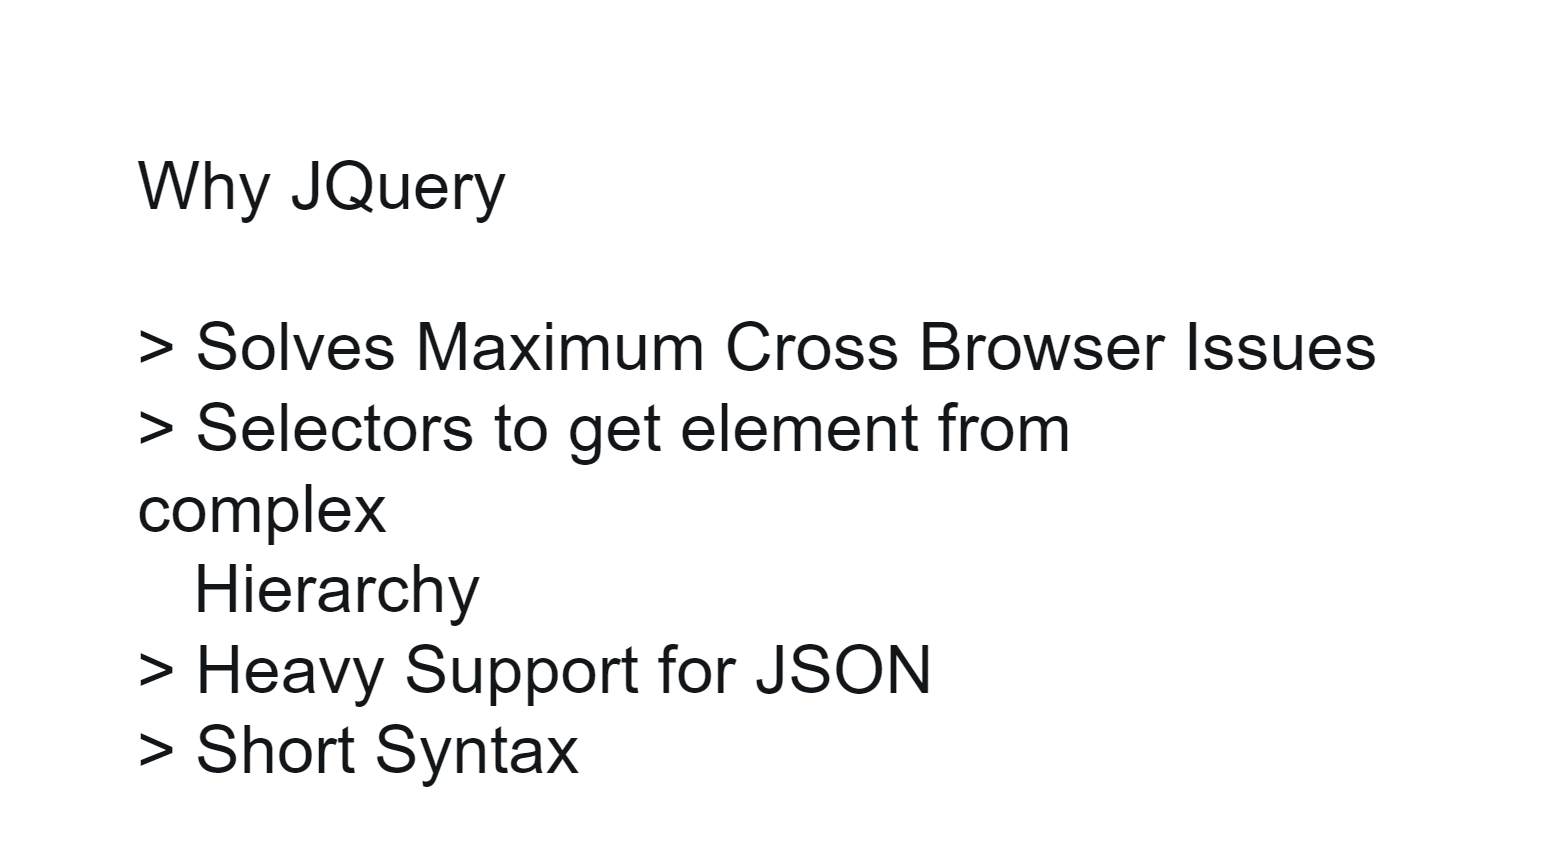 Why JQuery
> Solves Maximum Cross Browser Issues
> Selectors to get element from
complex
Hierarchy
> Heavy Support for JSON
> Short Syntax